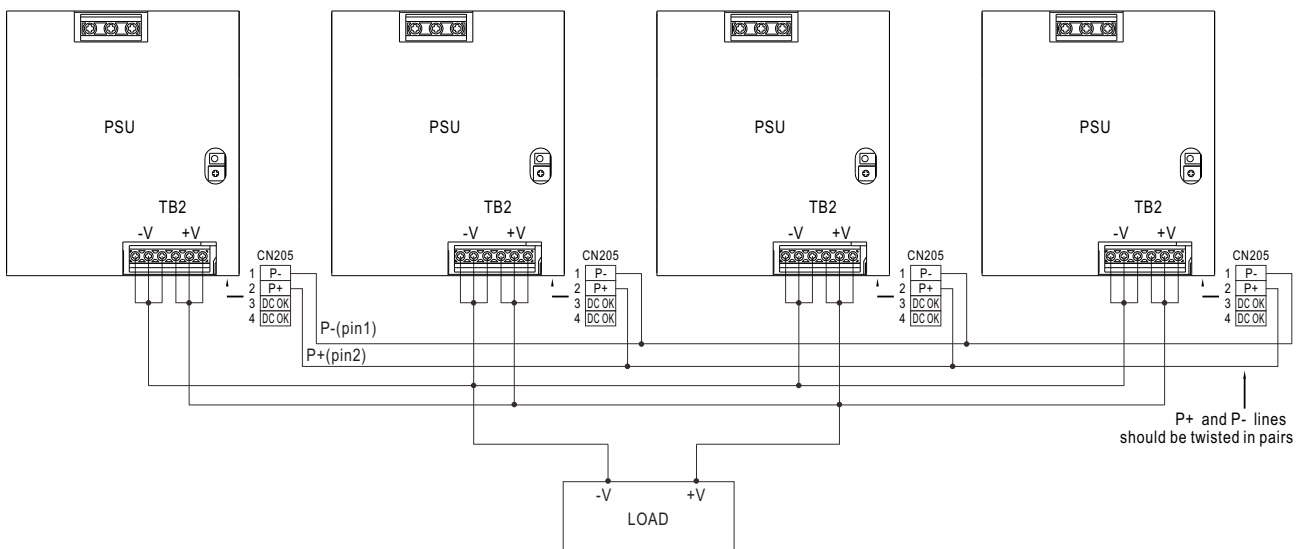 PSU PSU PSU PSU
TB2 TB2 TB2 TB2
-V +V -V +V -V +V -V +V
CN205 CN205 CN205 CN205
1 P- 1 P- 1 P- 1 P-
2 P+ 2 P+ 2 P+ 2 P+
3 DC OK 3 DC OK 3 DC OK 3 DC OK
4 DC OK 4 DC OK 4 DC OK 4 DC OK
P-(pin1)
P+(pin2)
P+ and P- lines
should be twisted in pairs
-V +V
LOAD